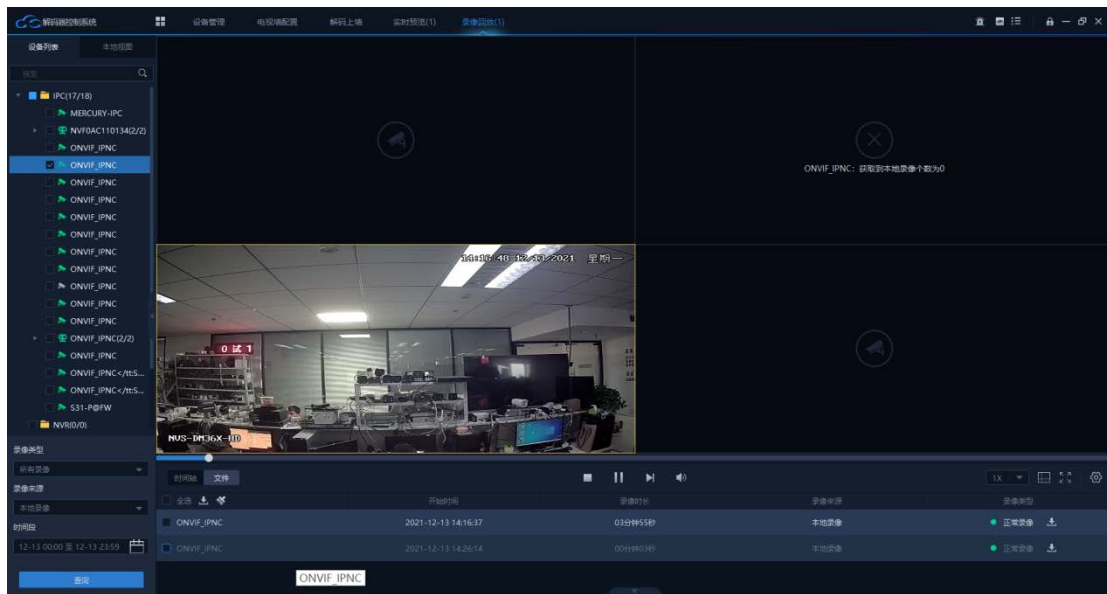 解码器控制系统
设备管理
电视墙配置
解码上墙
实时预览(1)
录像回放(1)
设备列表
本地视图
搜索
IPC(17/18)
MERCURY-IPC
NVF0AC110134(2/2)
ONVIF_IPNC
ONVIF_IPNC
ONVIF_IPNC
ONVIF_IPNC
ONVIF_IPNC
ONVIF_IPNC
ONVIF_IPNC
ONVIF_IPNC
ONVIF_IPNC
ONVIF_IPNC
ONVIF_IPNC
ONVIF_IPNC(2/2)
ONVIF_IPNC
ONVIF_IPNC</tt:S...
ONVIF_IPNC</tt:S...
S31-P@FW
NVR(0/0)
录像类型
所有录像
录像来源
本地录像
时间段
12-13 00:00 至 12-13 23:59
查询
ONVIF_IPNC：获取到本地录像个数为0
14:16:48 12/13/2021 星期一
0 试 1
NVS-DM36X-HD
时间轴 文件
1X
全选 开始时间 录像时长 录像来源 录像类型
ONVIF_IPNC 2021-12-13 14:16:37 03分钟55秒 本地录像 正常录像
ONVIF_IPNC 2021-12-13 14:26:14 00分钟03秒 本地录像 正常录像
ONVIF_IPNC